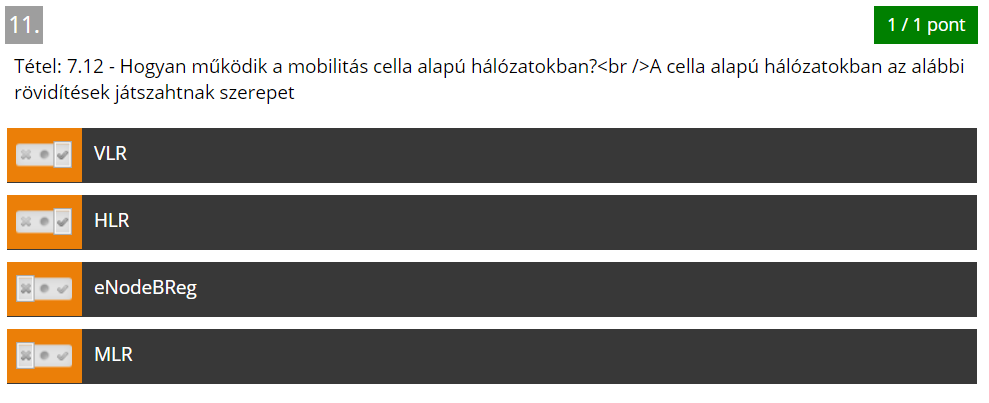 11.
1 / 1 pont
Tétel: 7.12 - Hogyan működik a mobilitás cella alapú hálózatokban?<br />A cella alapú hálózatokban az alábbi
rövidítések játszahtnak szerepet
VLR
HLR
eNodeBReg
MLR